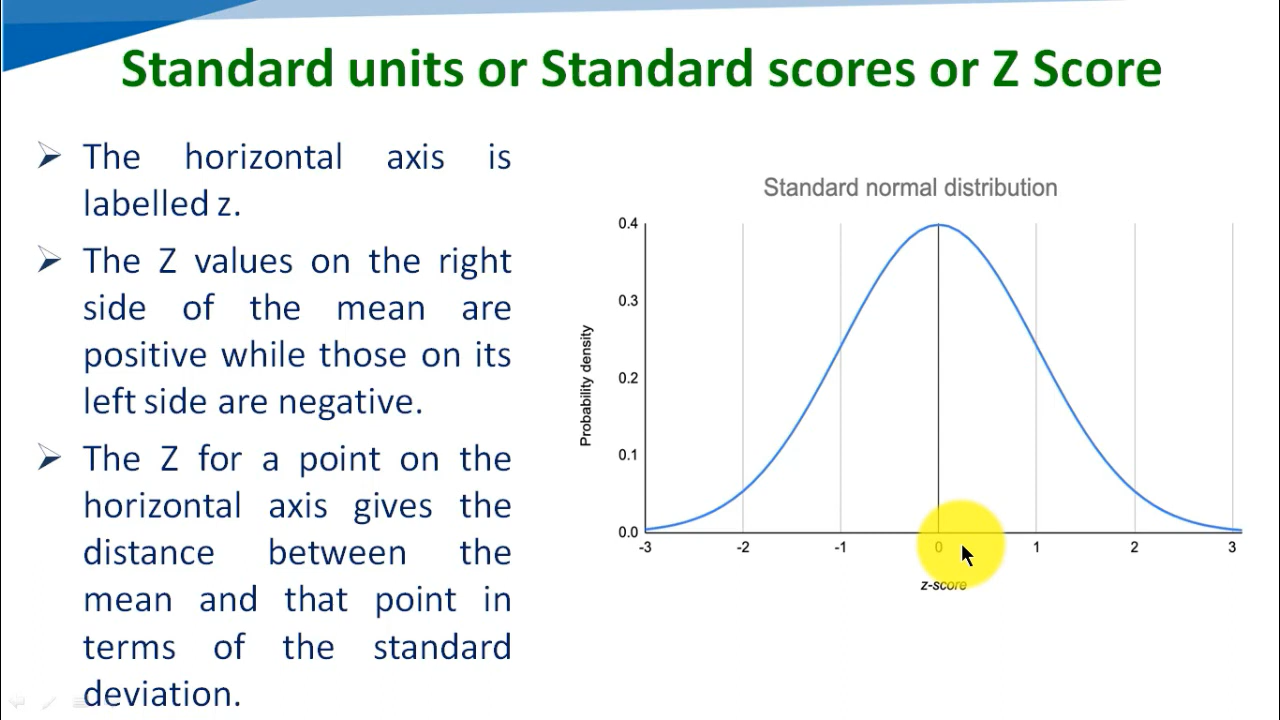 Standard units or Standard scores or Z Score
➢ The horizontal axis is
labelled z.
➢ The Z values on the right
side of the mean are
positive while those on its
left side are negative.
➢ The Z for a point on the
horizontal axis gives the
distance between the
mean and that point in
terms of the standard
deviation.
Standard normal distribution
Probability density
0.4
0.3
0.2
0.1
0.0
-3 -2 -1 0 1 2 3
z-score